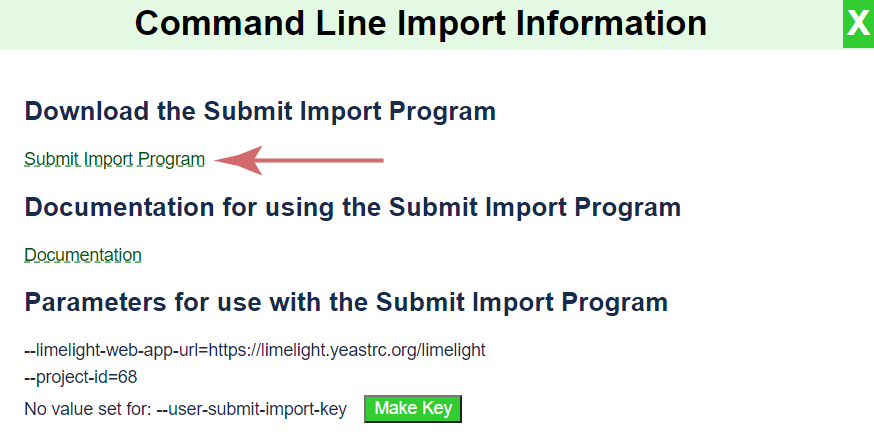 Command Line Import Information
X
Download the Submit Import Program
Submit Import Program
Documentation for using the Submit Import Program
Documentation
Parameters for use with the Submit Import Program
--limelight-web-app-url=https://limelight.yeastrc.org/limelight
--project-id=68
No value set for: --user-submit-import-key Make Key